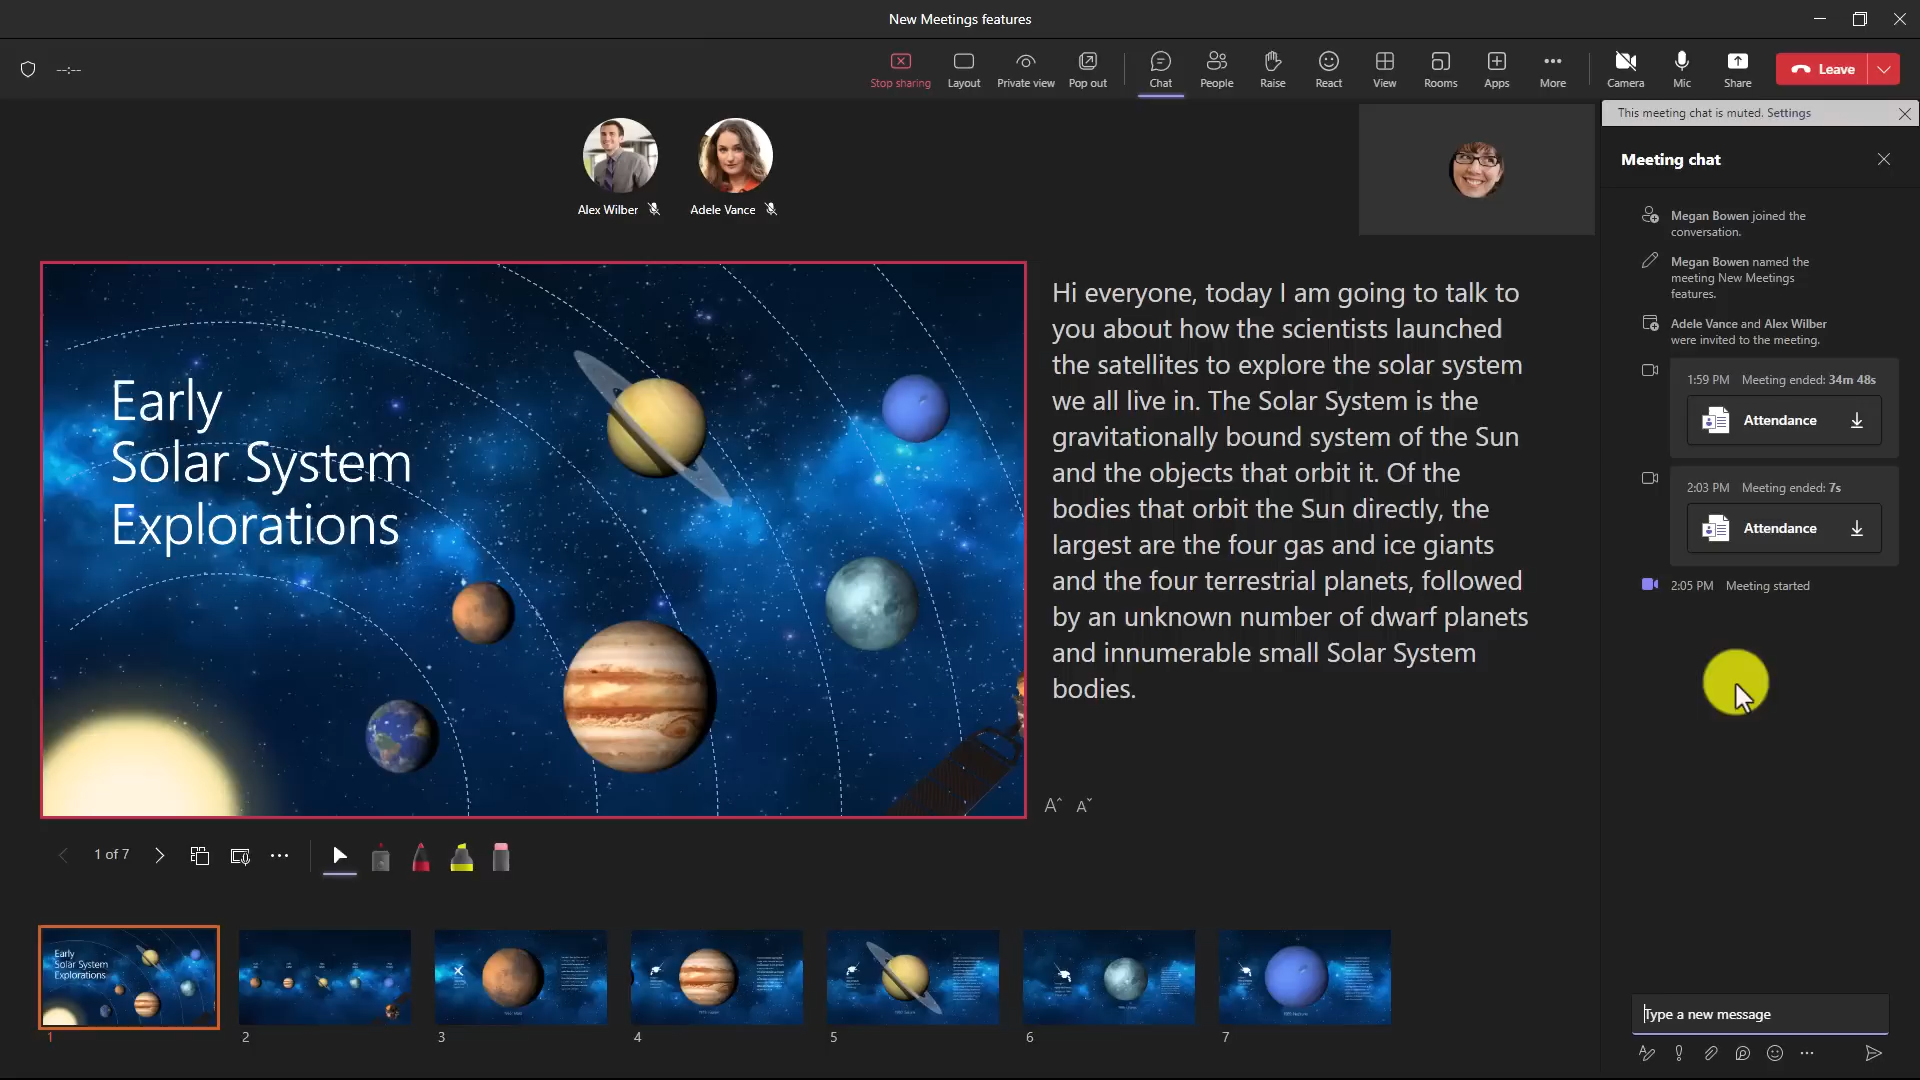 New Meetings features
--:--
Stop sharing
Layout
Private view
Pop out
Chat
People
Raise
React
View
Rooms
Apps
More
Camera
Mic
Share
Leave
This meeting chat is muted. Settings
Alex Wilber
Adele Vance
Meeting chat
Megan Bowen joined the
conversation.
Megan Bowen named the
meeting New Meetings
features.
Adele Vance and Alex Wilber
were invited to the meeting.
1:59 PM Meeting ended: 34m 48s
Attendance
2:03 PM Meeting ended: 7s
Attendance
2:05 PM Meeting started
Early
Solar System
Explorations
Hi everyone, today I am going to talk to
you about how the scientists launched
the satellites to explore the solar system
we all live in. The Solar System is the
gravitationally bound system of the Sun
and the objects that orbit it. Of the
bodies that orbit the Sun directly, the
largest are the four gas and ice giants
and the four terrestrial planets, followed
by an unknown number of dwarf planets
and innumerable small Solar System
bodies.
A A
1 of 7
Early
Solar System
Explorations
1
2
3
4
5
6
7
Type a new message